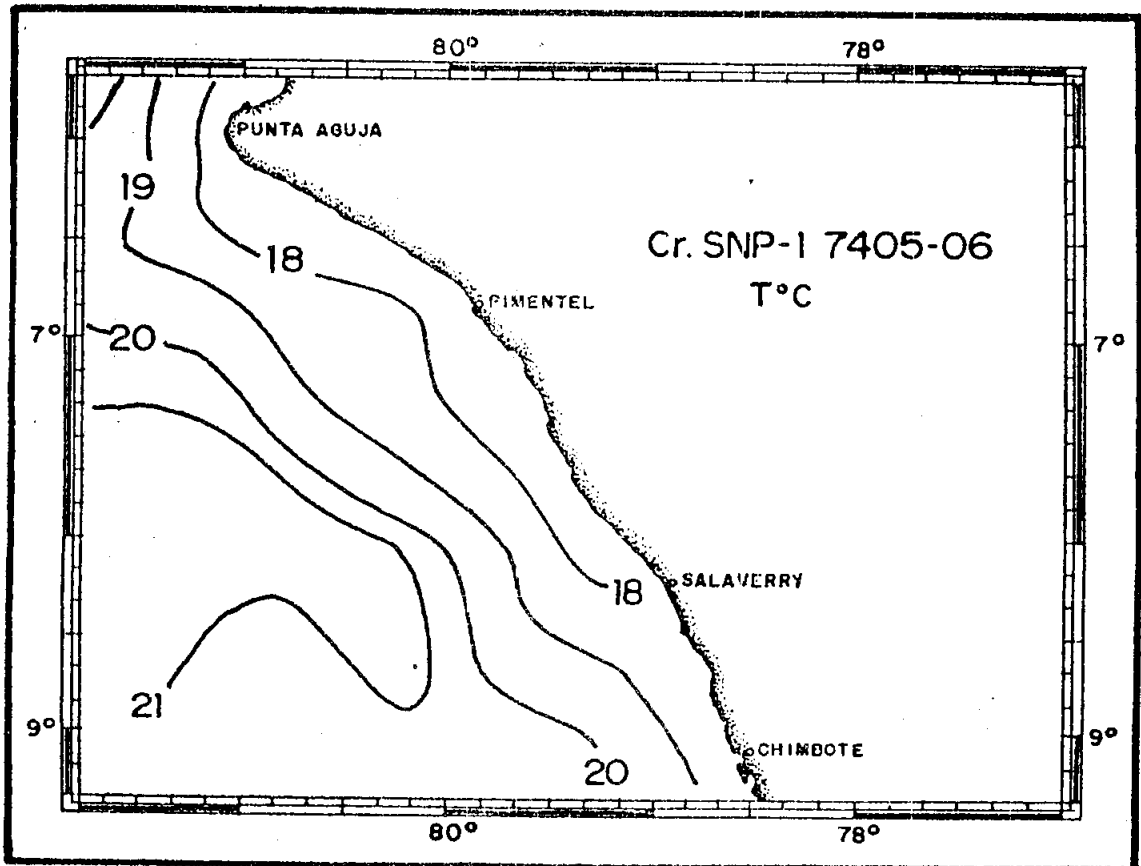 80° 78°
PUNTA AGUJA
19
Cr. SNP-1 7405-06
18
T°C
PIMENTEL
7° 20 7°
18 SALAVERRY
21
9° 9°
CHIMBOTE
20
80° 78°